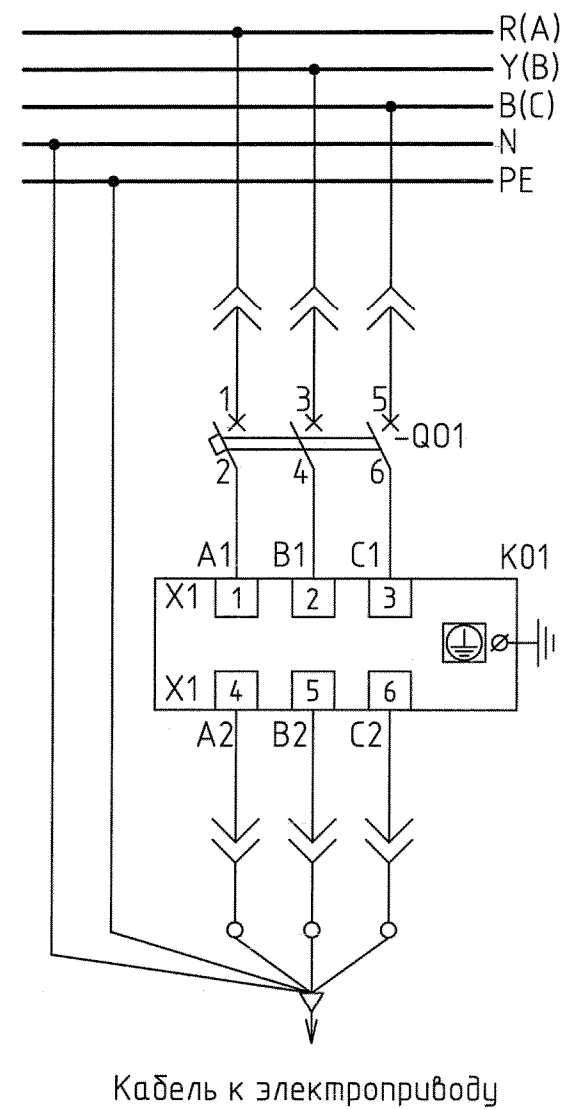 R(A)
Y(B)
B(C)
N
PE
1 3 5
-Q01
2 4 6
A1 B1 C1 K01
X1 1 2 3
X1 4 5 6
A2 B2 C2
Кабель к электроприводу